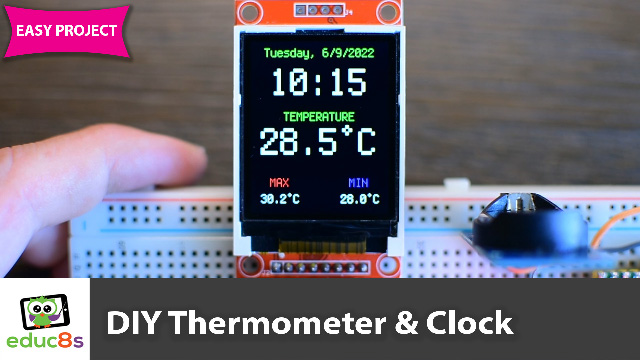 EASY PROJECT
Tuesday, 6/9/2022
10:15
TEMPERATURE
28.5°C
MAX MIN
30.2°C 28.0°C
educ8s
DIY Thermometer & Clock